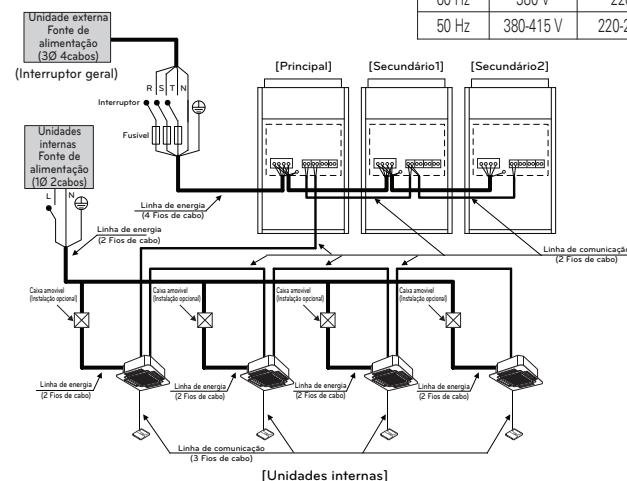 60 Hz 380 V
50 Hz 380-415 V
Unidade externa
Fonte de
alimentação
(3Ø 4cabos)
(Interruptor geral)
R S T N
Interruptor
Fusível
[Principal]
[Secundário1]
[Secundário2]
Unidades
internas
Fonte de
alimentação
(1Ø 2cabos)
L N
Linha de energia
(4 Fios de cabo)
Linha de energia
(2 Fios de cabo)
Linha de comunicação
(2 Fios de cabo)
Caixa amovível
(Instalação opcional)
Caixa amovível
(Instalação opcional)
Caixa amovível
(Instalação opcional)
Caixa amovível
(Instalação opcional)
Linha de energia
(2 Fios de cabo)
Linha de energia
(2 Fios de cabo)
Linha de energia
(2 Fios de cabo)
Linha de energia
(2 Fios de cabo)
Linha de comunicação
(3 Fios de cabo)
[Unidades internas]